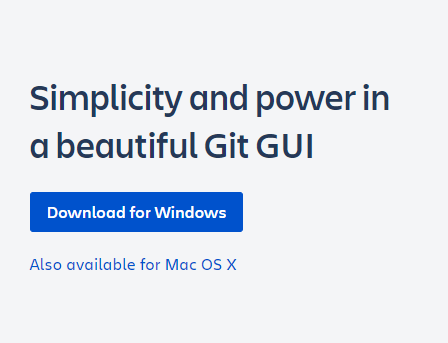 Simplicity and power in
a beautiful Git GUI
Download for Windows
Also available for Mac OS X